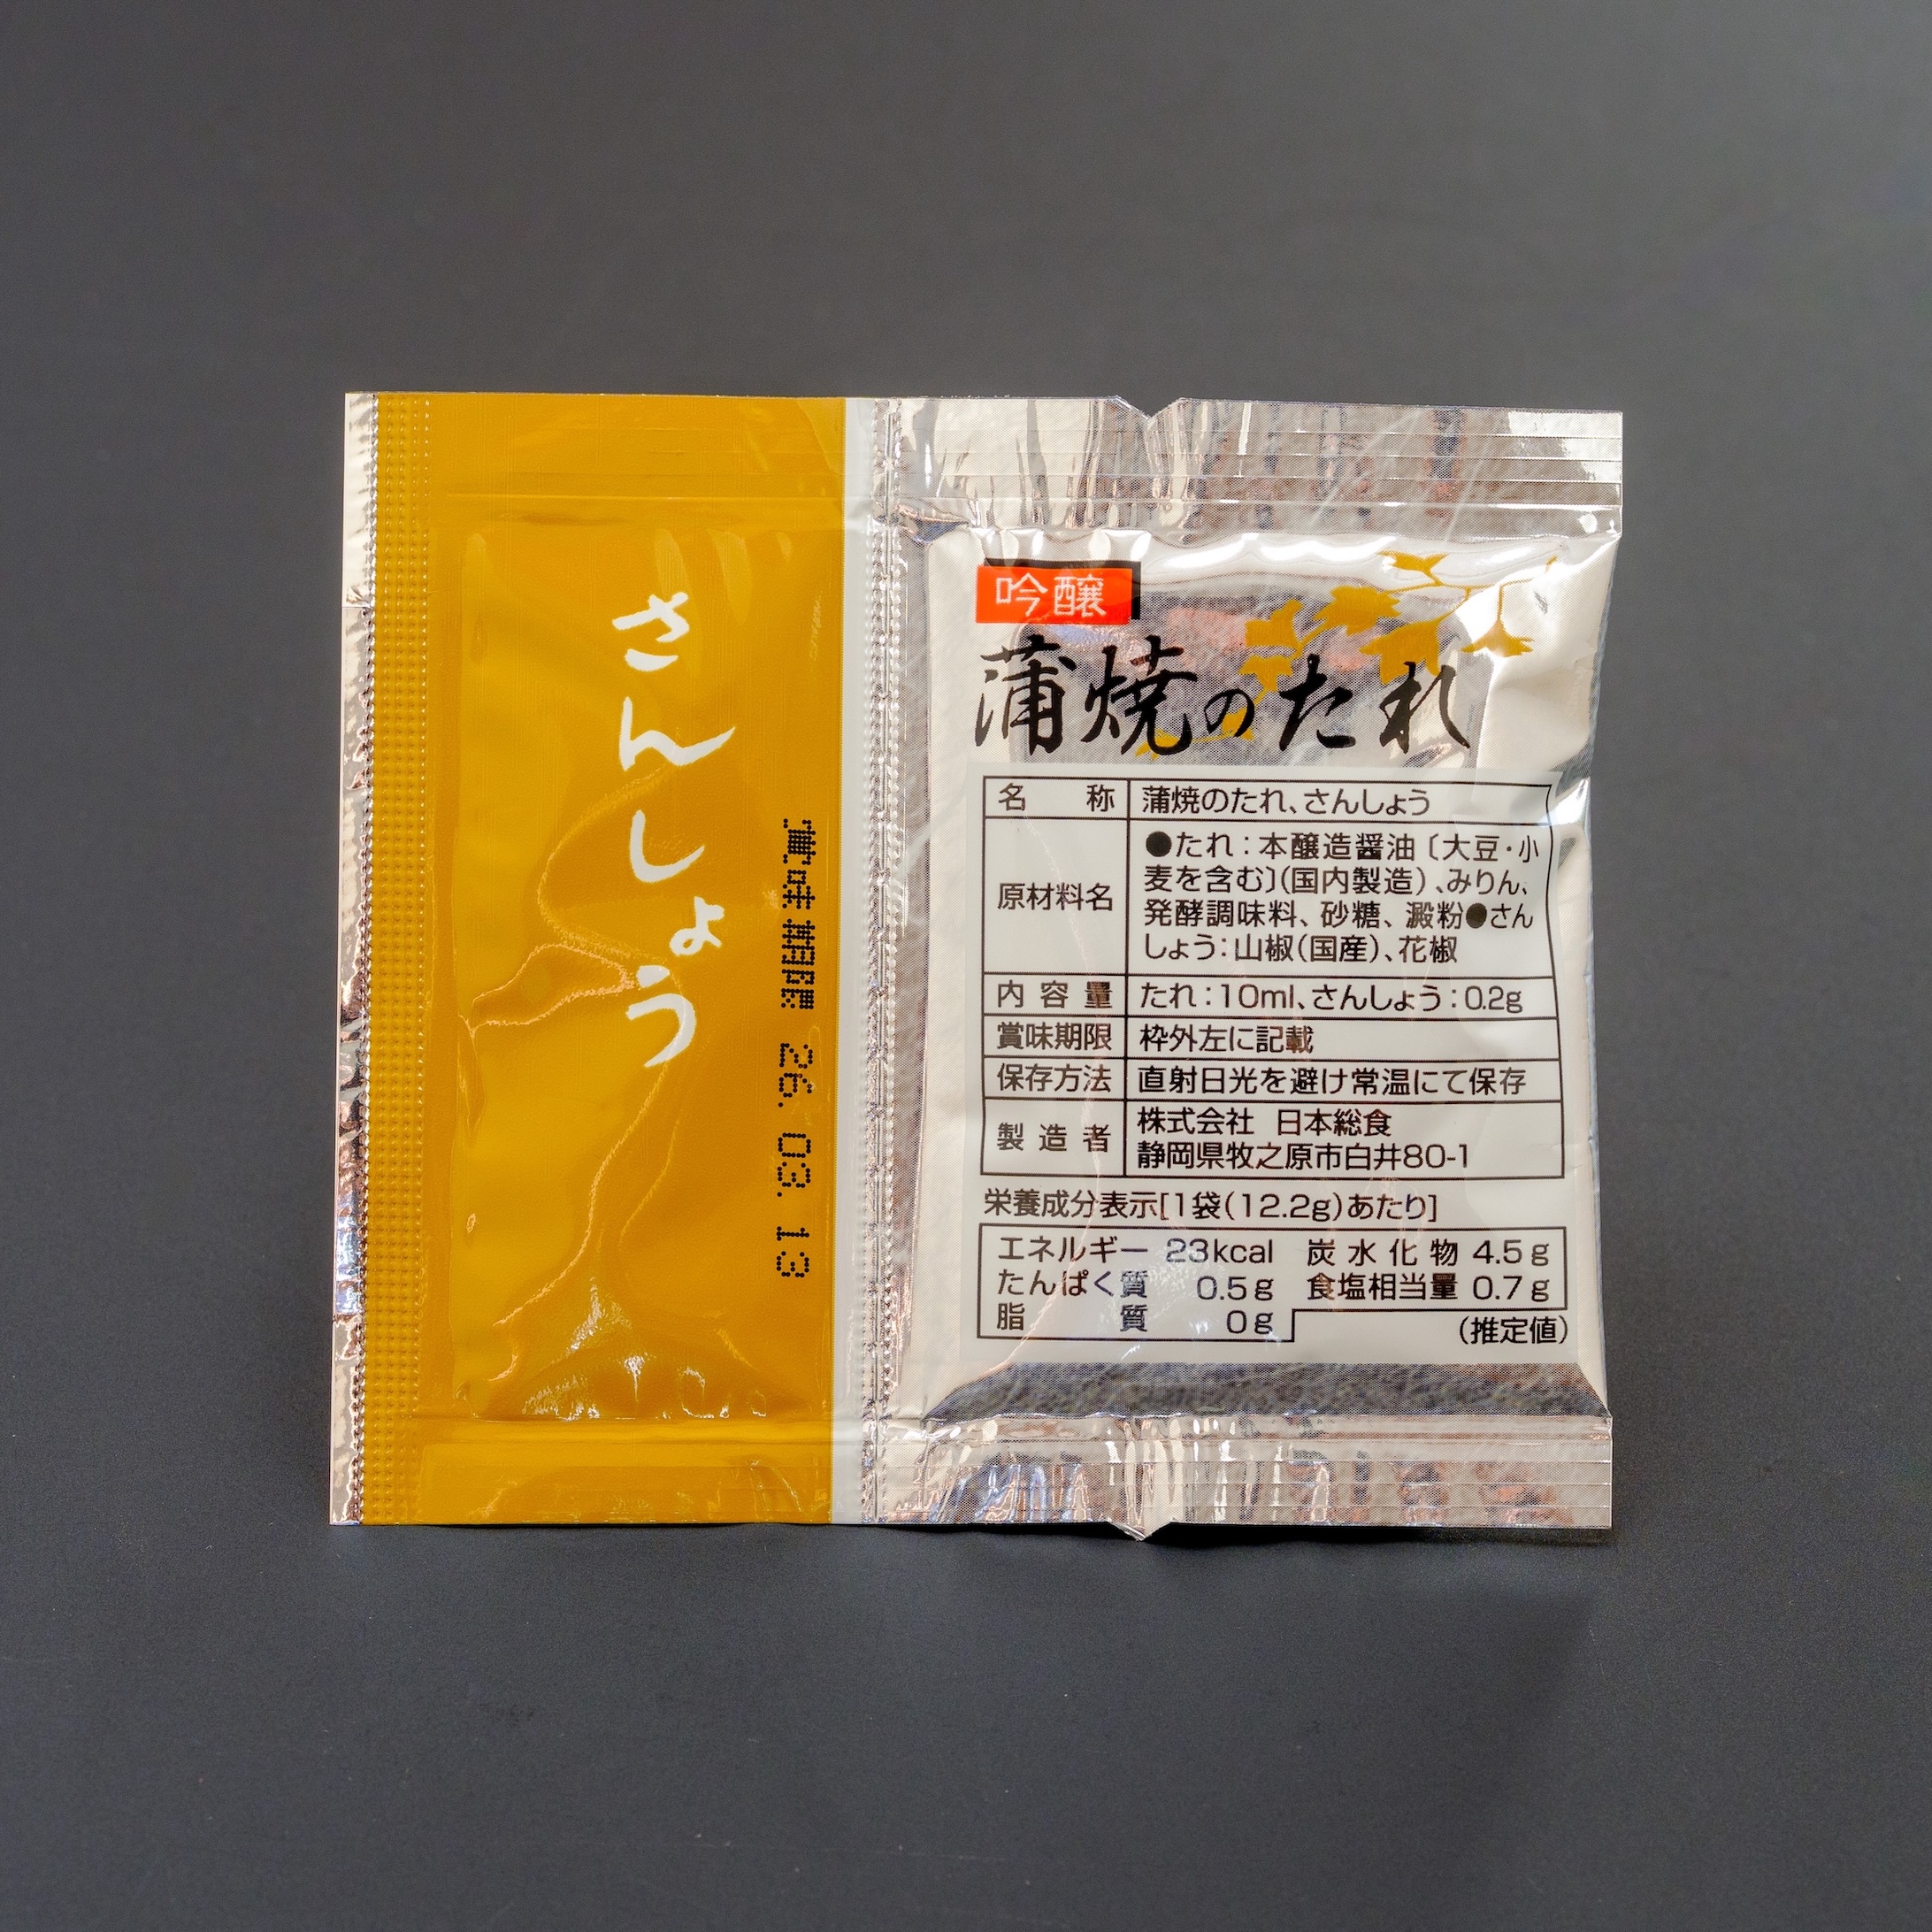 さんしょう
賞味期限 26. 03. 13
吟醸
蒲焼のたれ
名称 蒲焼のたれ、さんしょう
原材料名 ●たれ：本醸造醤油〔大豆・小
麦を含む〕(国内製造)、みりん、
発酵調味料、砂糖、澱粉●さん
しょう：山椒(国産)、花椒
内容量 たれ：10ml、さんしょう：0.2g
賞味期限 枠外左に記載
保存方法 直射日光を避け常温にて保存
製造者 株式会社 日本総食
静岡県牧之原市白井80-1
栄養成分表示[1袋(12.2g)あたり]
エネルギー 23kcal 炭水化物 4.5g
たんぱく質 0.5g 食塩相当量 0.7g
脂質 0g
(推定値)